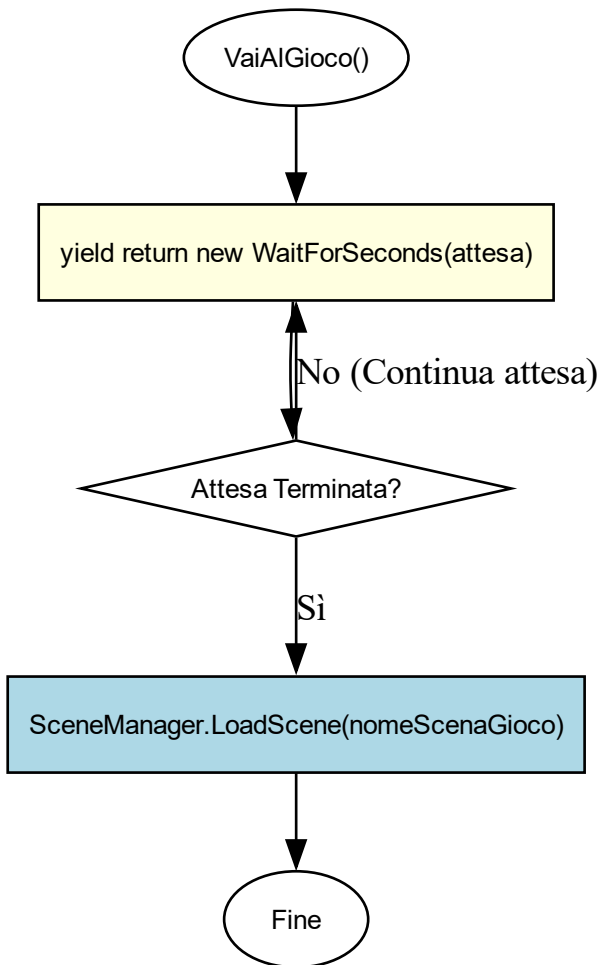 VaiAlGioco()
yield return new WaitForSeconds(attesa)
No (Continua attesa)
Attesa Terminata?
Sì
SceneManager.LoadScene(nomeScenaGioco)
Fine